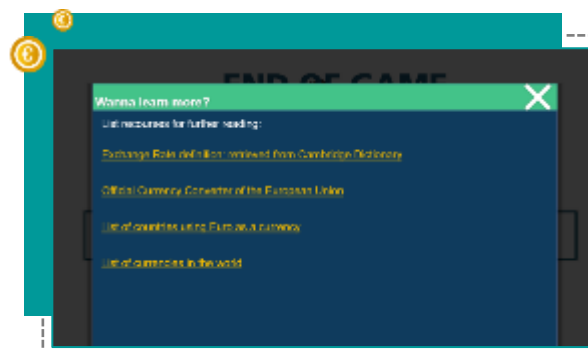 END OF GAME
Wanna learn more?
List recourses for further reading:
Exchange Rate definition: retrieved from Cambridge Dictionary
Official Currency Converter of the European Union
List of countries using Euro as a currency
List of currencies in the world